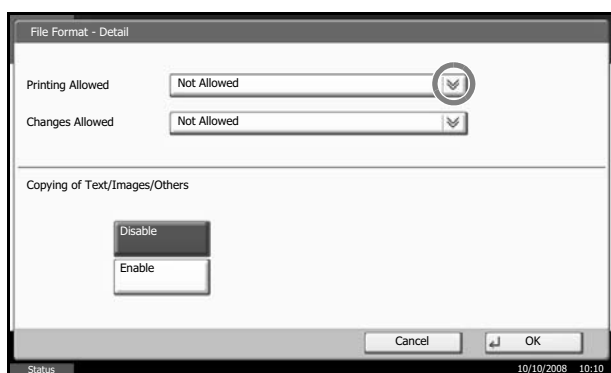 File Format - Detail
Printing Allowed Not Allowed
Changes Allowed Not Allowed
Copying of Text/Images/Others
Disable
Enable
Cancel OK
Status 10/10/2008 10:10